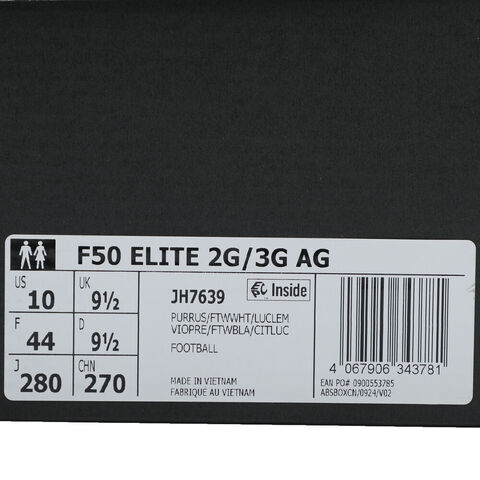 F50 ELITE 2G/3G AG
US
10
UK
9½
F
44
D
9½
J
280
CHN
270
JH7639
Inside
PURRUS/FTWWHT/LUCLEM
VIOPRE/FTWBLA/CITLUC
FOOTBALL
MADE IN VIETNAM
FABRIQUÉ AU VIETNAM
4 067906 343781
EAN PO# 0900553785
ABSBOXCN/0924/V02